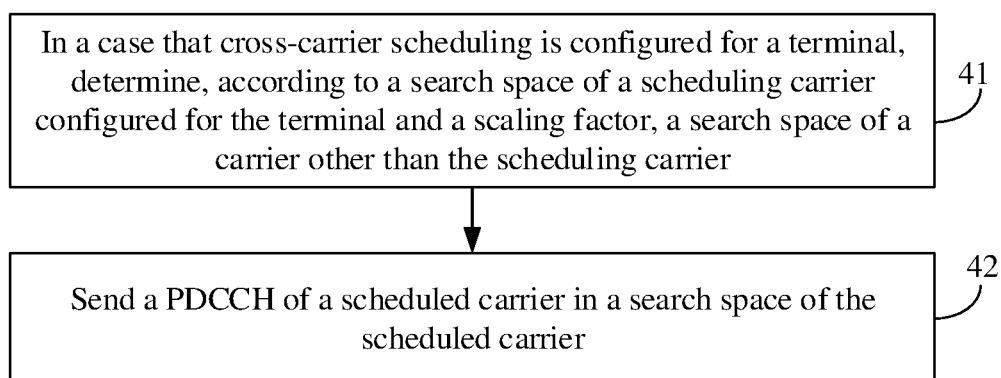 In a case that cross-carrier scheduling is configured for a terminal,
determine, according to a search space of a scheduling carrier
configured for the terminal and a scaling factor, a search space of a
carrier other than the scheduling carrier
41
Send a PDCCH of a scheduled carrier in a search space of the
scheduled carrier
42